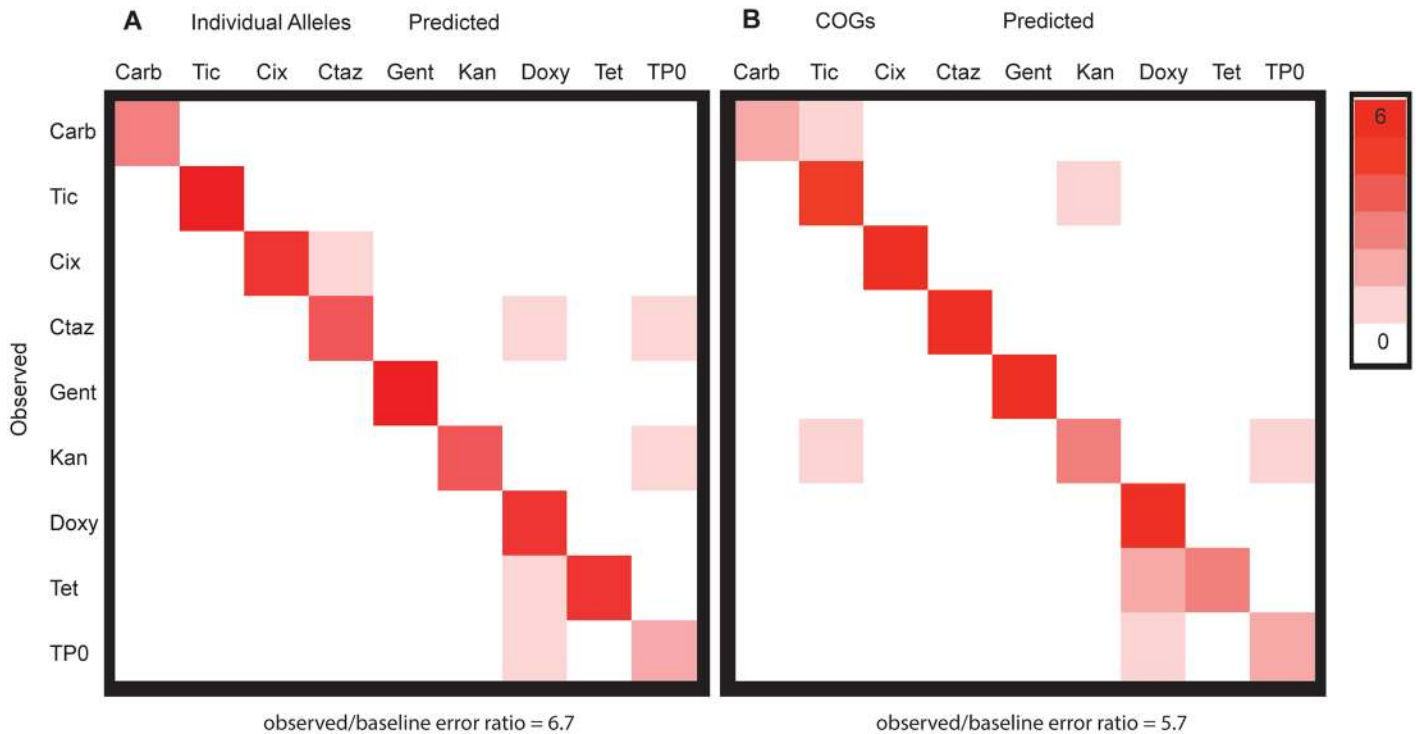 A Individual Alleles Predicted
Carb Tic Cix Ctaz Gent Kan Doxy Tet TP0
B COGs Predicted
Carb Tic Cix Ctaz Gent Kan Doxy Tet TP0
Observed
Carb
Tic
Cix
Ctaz
Gent
Kan
Doxy
Tet
TP0
6
0
observed/baseline error ratio = 6.7
observed/baseline error ratio = 5.7